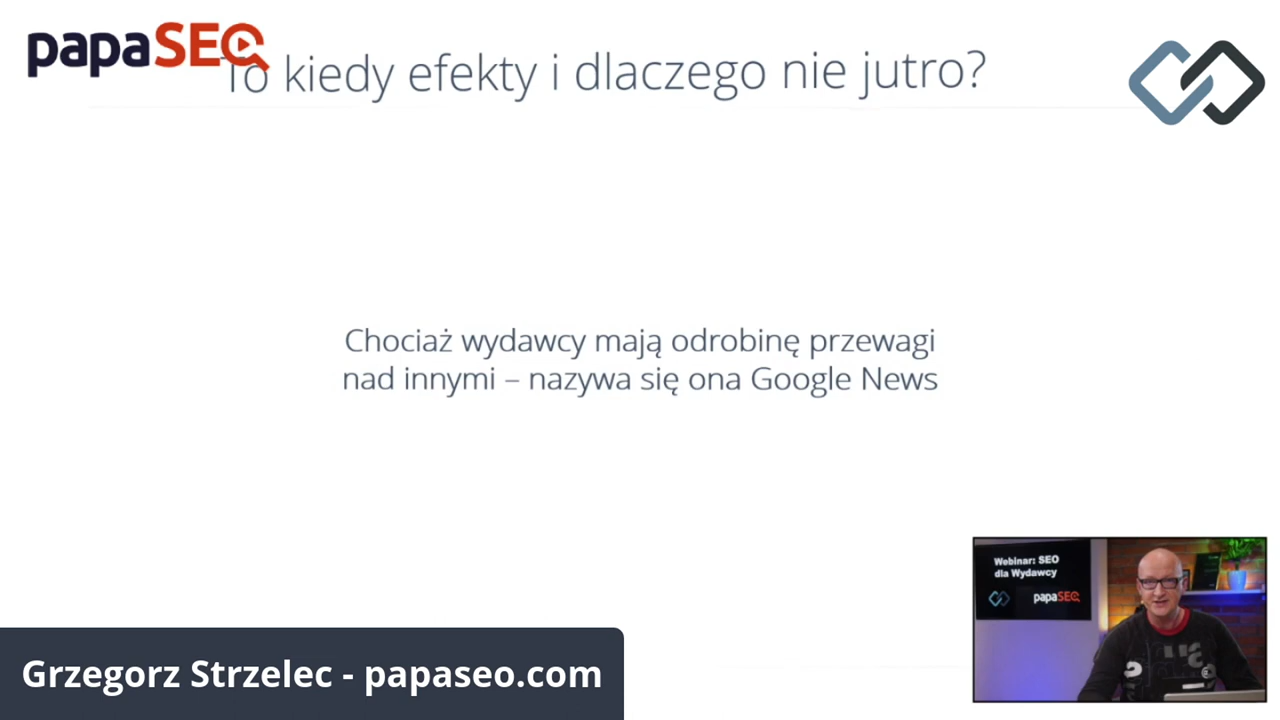 papaSEO
To kiedy efekty i dlaczego nie jutro?
Chociaż wydawcy mają odrobinę przewagi
nad innymi – nazywa się ona Google News
Webinar: SEO
dla Wydawcy
papaSEO
Grzegorz Strzelec - papaseo.com